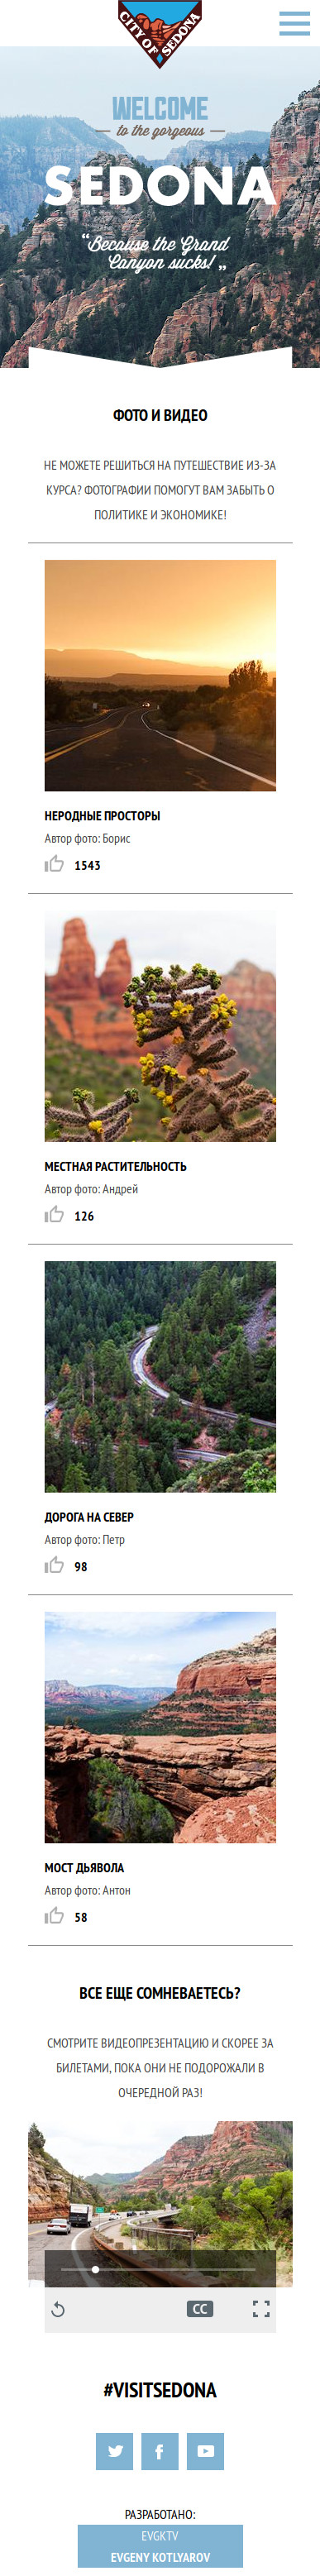 CITY OF SEDONA
WELCOME
to the gorgeous
SEDONA
“Because the Grand
Canyon sucks!„
ФОТО И ВИДЕО
НЕ МОЖЕТЕ РЕШИТЬСЯ НА ПУТЕШЕСТВИЕ ИЗ-ЗА
КУРСА? ФОТОГРАФИИ ПОМОГУТ ВАМ ЗАБЫТЬ О
ПОЛИТИКЕ И ЭКОНОМИКЕ!
НЕРОДНЫЕ ПРОСТОРЫ
Автор фото: Борис
1543
МЕСТНАЯ РАСТИТЕЛЬНОСТЬ
Автор фото: Андрей
126
ДОРОГА НА СЕВЕР
Автор фото: Петр
98
МОСТ ДЬЯВОЛА
Автор фото: Антон
58
ВСЕ ЕЩЕ СОМНЕВАЕТЕСЬ?
СМОТРИТЕ ВИДЕОПРЕЗЕНТАЦИЮ И СКОРЕЕ ЗА
БИЛЕТАМИ, ПОКА ОНИ НЕ ПОДОРОЖАЛИ В
ОЧЕРЕДНОЙ РАЗ!
CC
#VISITSEDONA
РАЗРАБОТАНО:
EVGKTV
EVGENY KOTLYAROV